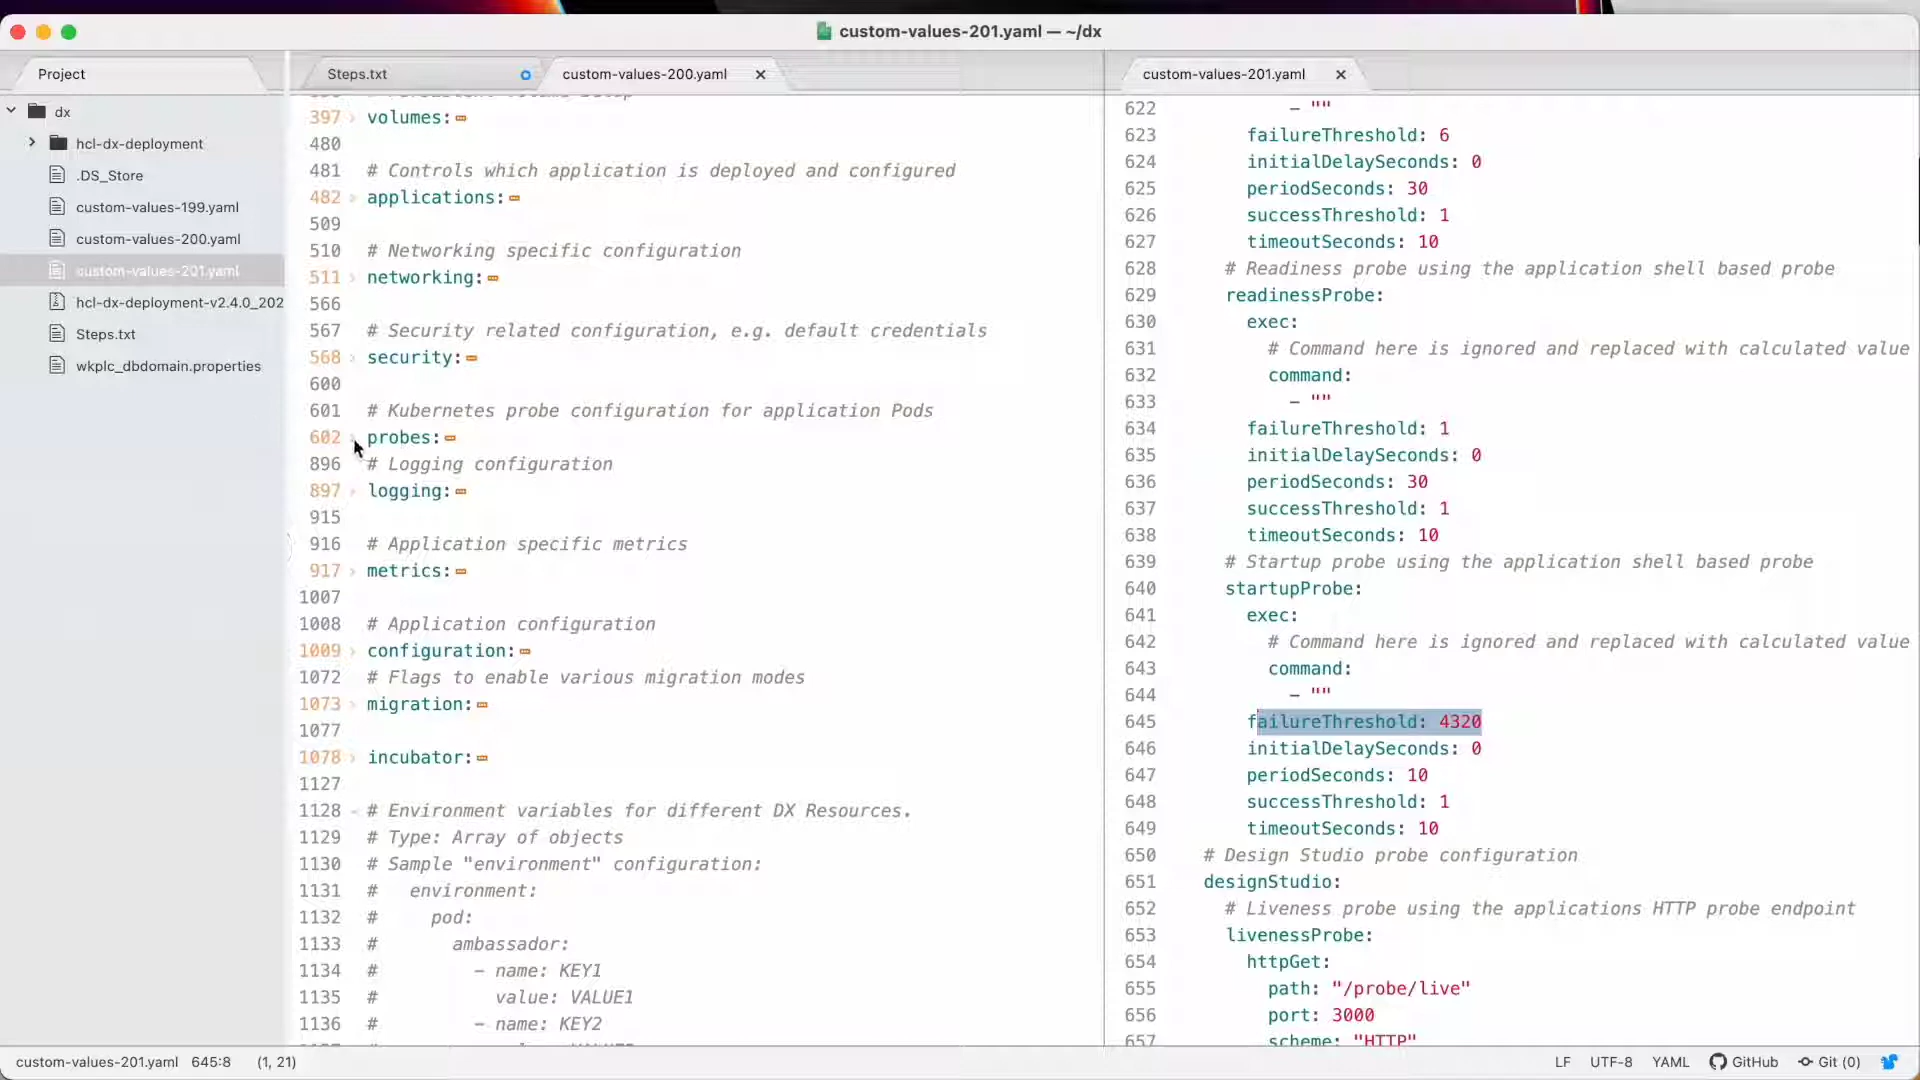 custom-values-201.yaml — ~/dx
Project
dx
hcl-dx-deployment
.DS_Store
custom-values-199.yaml
custom-values-200.yaml
custom-values-201.yaml
hcl-dx-deployment-v2.4.0_202
Steps.txt
wkplc_dbdomain.properties
Steps.txt
custom-values-200.yaml
397 volumes:
480
481 # Controls which application is deployed and configured
482 applications:
509
510 # Networking specific configuration
511 networking:
566
567 # Security related configuration, e.g. default credentials
568 security:
600
601 # Kubernetes probe configuration for application Pods
602 probes:
896 # Logging configuration
897 logging:
915
916 # Application specific metrics
917 metrics:
1007
1008 # Application configuration
1009 configuration:
1072 # Flags to enable various migration modes
1073 migration:
1077
1078 incubator:
1127
1128 # Environment variables for different DX Resources.
1129 # Type: Array of objects
1130 # Sample "environment" configuration:
1131 # environment:
1132 # pod:
1133 # ambassador:
1134 # - name: KEY1
1135 # value: VALUE1
1136 # - name: KEY2
custom-values-201.yaml
622 - ""
623 failureThreshold: 6
624 initialDelaySeconds: 0
625 periodSeconds: 30
626 successThreshold: 1
627 timeoutSeconds: 10
628 # Readiness probe using the application shell based probe
629 readinessProbe:
630 exec:
631 # Command here is ignored and replaced with calculated value
632 command:
633 - ""
634 failureThreshold: 1
635 initialDelaySeconds: 0
636 periodSeconds: 30
637 successThreshold: 1
638 timeoutSeconds: 10
639 # Startup probe using the application shell based probe
640 startupProbe:
641 exec:
642 # Command here is ignored and replaced with calculated value
643 command:
644 - ""
645 failureThreshold: 4320
646 initialDelaySeconds: 0
647 periodSeconds: 10
648 successThreshold: 1
649 timeoutSeconds: 10
650 # Design Studio probe configuration
651 designStudio:
652 # Liveness probe using the applications HTTP probe endpoint
653 livenessProbe:
654 httpGet:
655 path: "/probe/live"
656 port: 3000
657 scheme: "HTTP"
custom-values-201.yaml 645:8 (1, 21)
LF UTF-8 YAML GitHub Git (0)